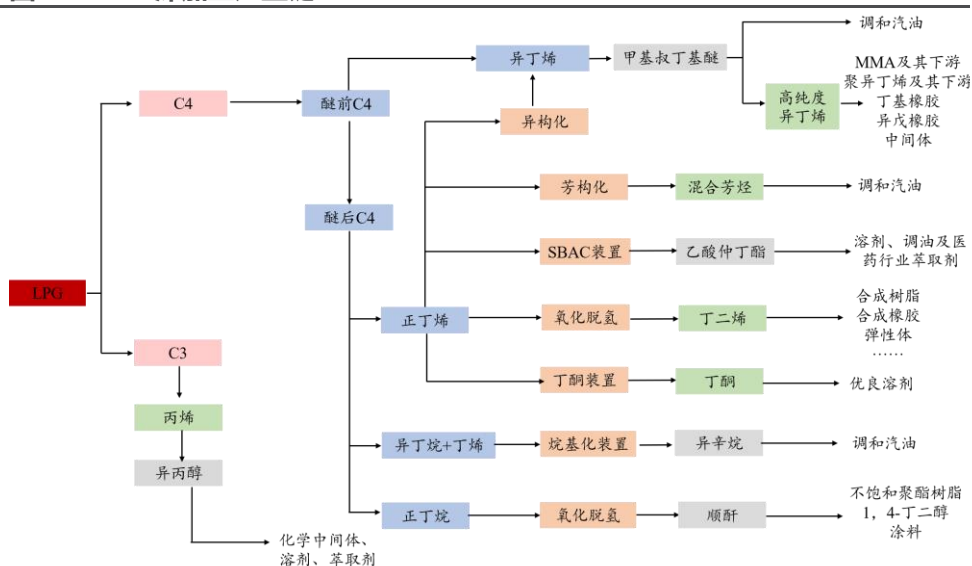 调和汽油
异丁烯
甲基叔丁基醚
MMA及其下游
聚异丁烯及其下游
丁基橡胶
异戊橡胶
中间体
C4
醚前C4
高纯度
异丁烯
异构化
芳构化
混合芳烃
调和汽油
醚后C4
SBAC装置
乙酸仲丁酯
溶剂、调油及医
药行业萃取剂
LPG
正丁烯
氧化脱氢
丁二烯
合成树脂
合成橡胶
弹性体
……
C3
丁酮装置
丁酮
优良溶剂
丙烯
异丁烷+丁烯
烷基化装置
异辛烷
调和汽油
异丙醇
正丁烷
氧化脱氢
顺酐
不饱和聚酯树脂
1，4-丁二醇
涂料
化学中间体、
溶剂、萃取剂